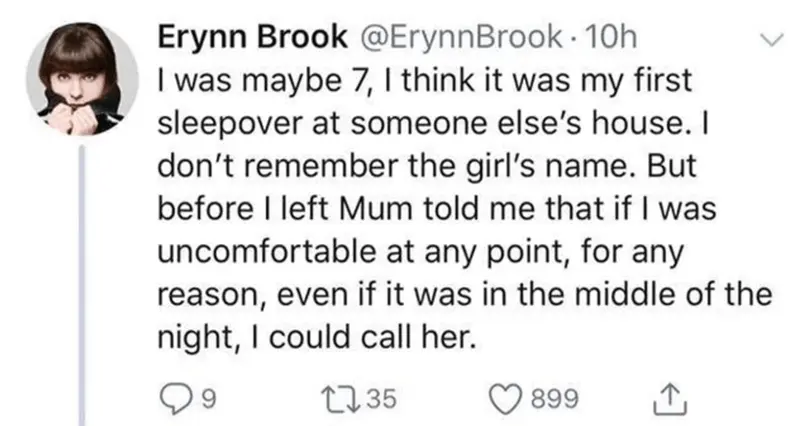 Erynn Brook @ErynnBrook · 10h
I was maybe 7, I think it was my first
sleepover at someone else’s house. I
don’t remember the girl’s name. But
before I left Mum told me that if I was
uncomfortable at any point, for any
reason, even if it was in the middle of the
night, I could call her.
9 35 899